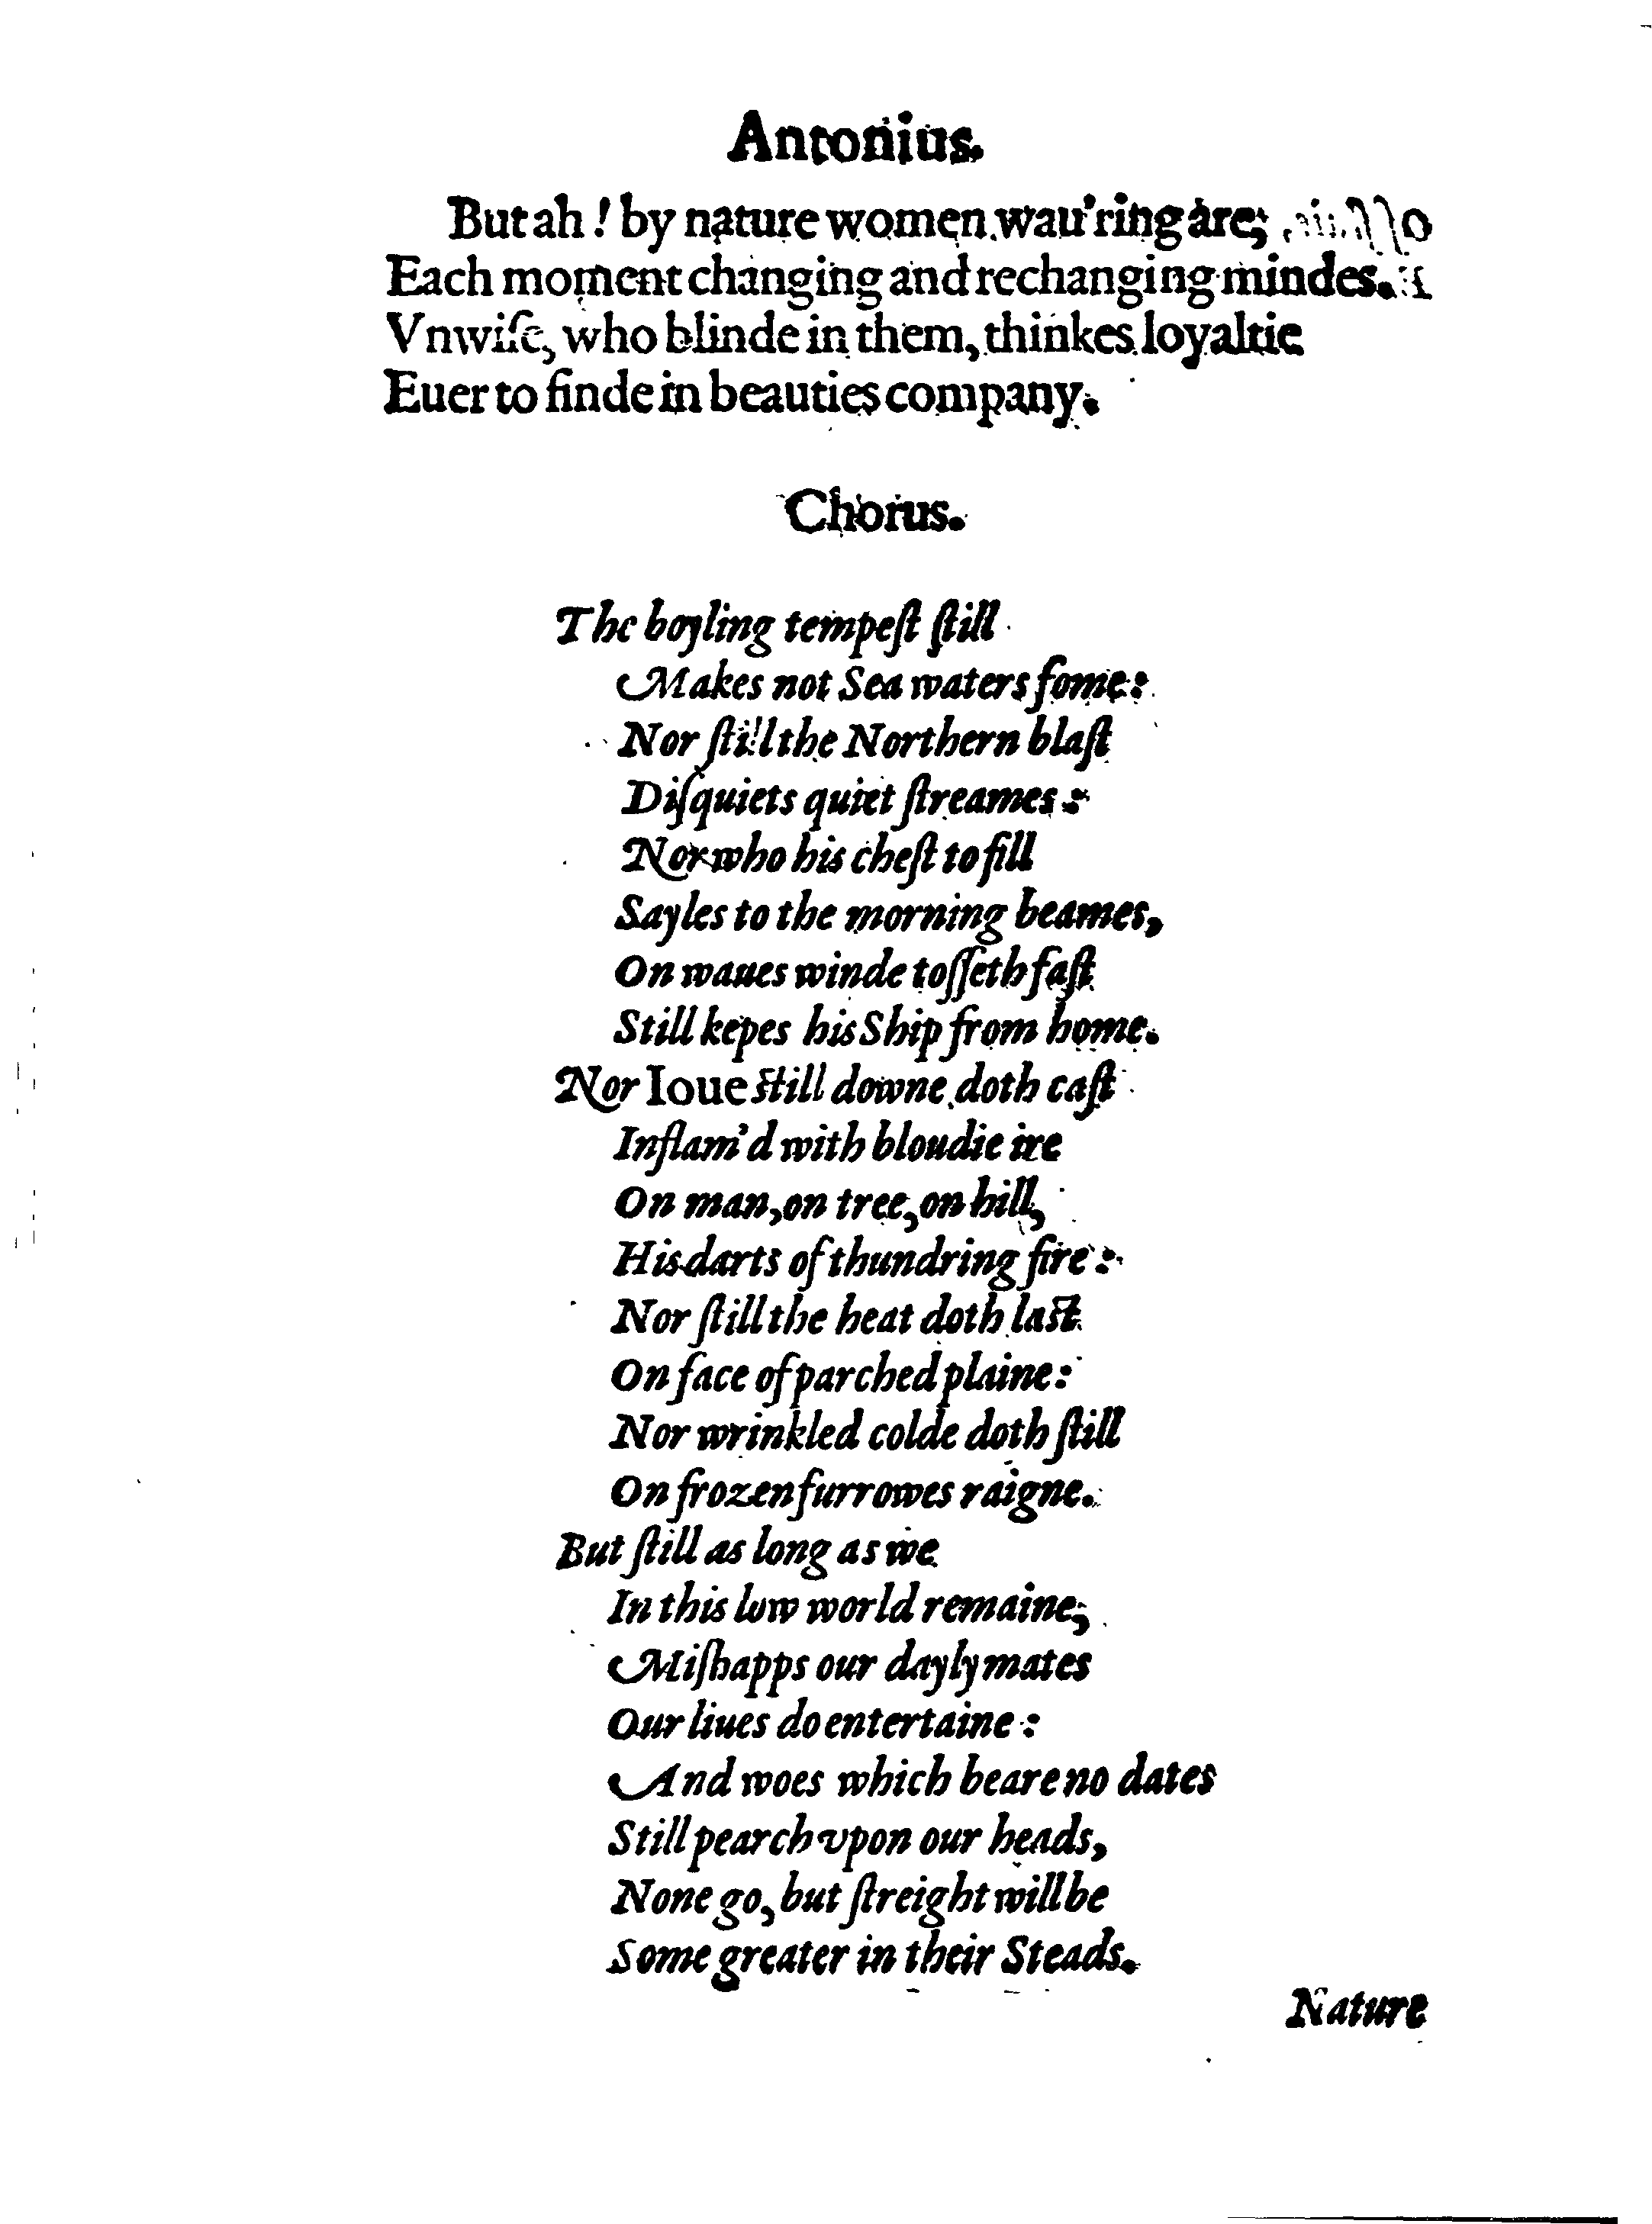 Antonius.
But ah! by nature women wau'ring are,
Each moment changing and rechanging mindes.
Vnwiſe, who blinde in them, thinkes loyaltie
Euer to finde in beauties company.
Chorus.
The boyling tempeſt ſtill
Makes not Sea waters fome:
Nor ſtill the Northern blaſt
Diſquiets quiet ſtreames:
Nor who his cheſt to fill
Sayles to the morning beames,
On waues winde toſſeth faſt
Still kepes his Ship from home.
Nor Ioue ſtill downe doth caſt
Inflam'd with bloudie ire
On man, on tree, on hill,
His darts of thundring fire:
Nor ſtill the heat doth laſt
On face of parched plaine:
Nor wrinkled colde doth ſtill
On frozen furrowes raigne.
But ſtill as long as we
In this low world remaine,
Miſhapps our dayly mates
Our liues do entertaine:
And woes which beare no dates
Still pearch vpon our heads,
None go, but ſtreight will be
Some greater in their Steads.
Nature